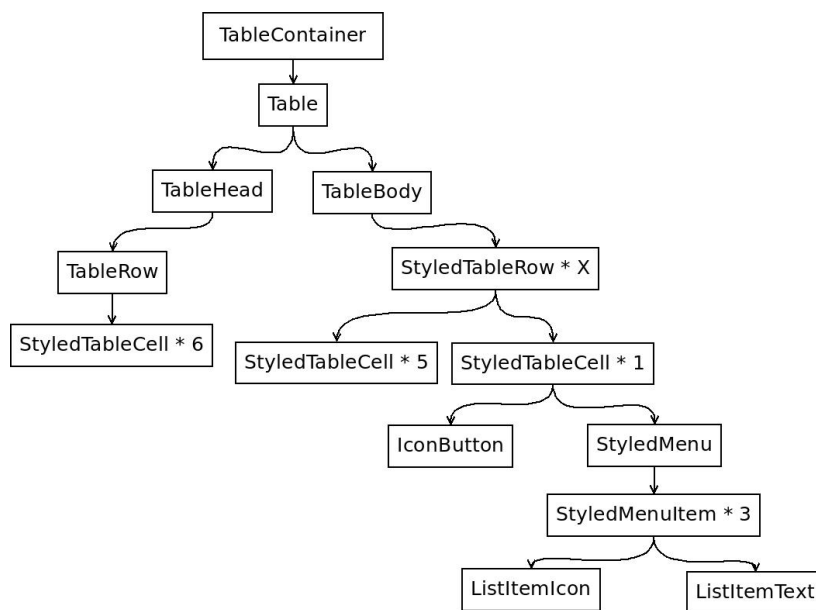 TableContainer
Table
TableHead
TableBody
TableRow
StyledTableRow * X
StyledTableCell * 6
StyledTableCell * 5
StyledTableCell * 1
IconButton
StyledMenu
StyledMenuItem * 3
ListItemIcon
ListItemText